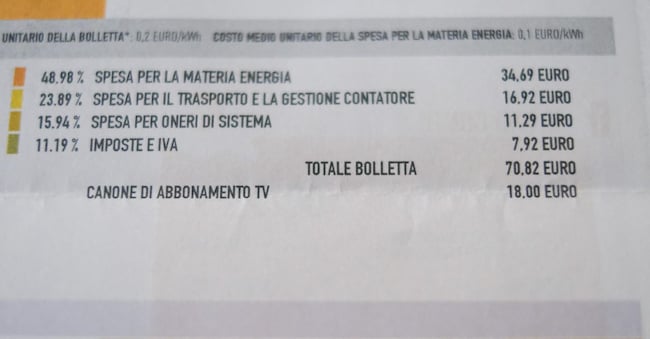 UNITARIO DELLA BOLLETTA*: 0,2 EURO/kWh COSTO MEDIO UNITARIO DELLA SPESA PER LA MATERIA ENERGIA: 0,1 EURO/kWh
48.98 % SPESA PER LA MATERIA ENERGIA 34,69 EURO
23.89 % SPESA PER IL TRASPORTO E LA GESTIONE CONTATORE 16,92 EURO
15.94 % SPESA PER ONERI DI SISTEMA 11,29 EURO
11.19 % IMPOSTE E IVA 7,92 EURO
TOTALE BOLLETTA 70,82 EURO
CANONE DI ABBONAMENTO TV 18,00 EURO